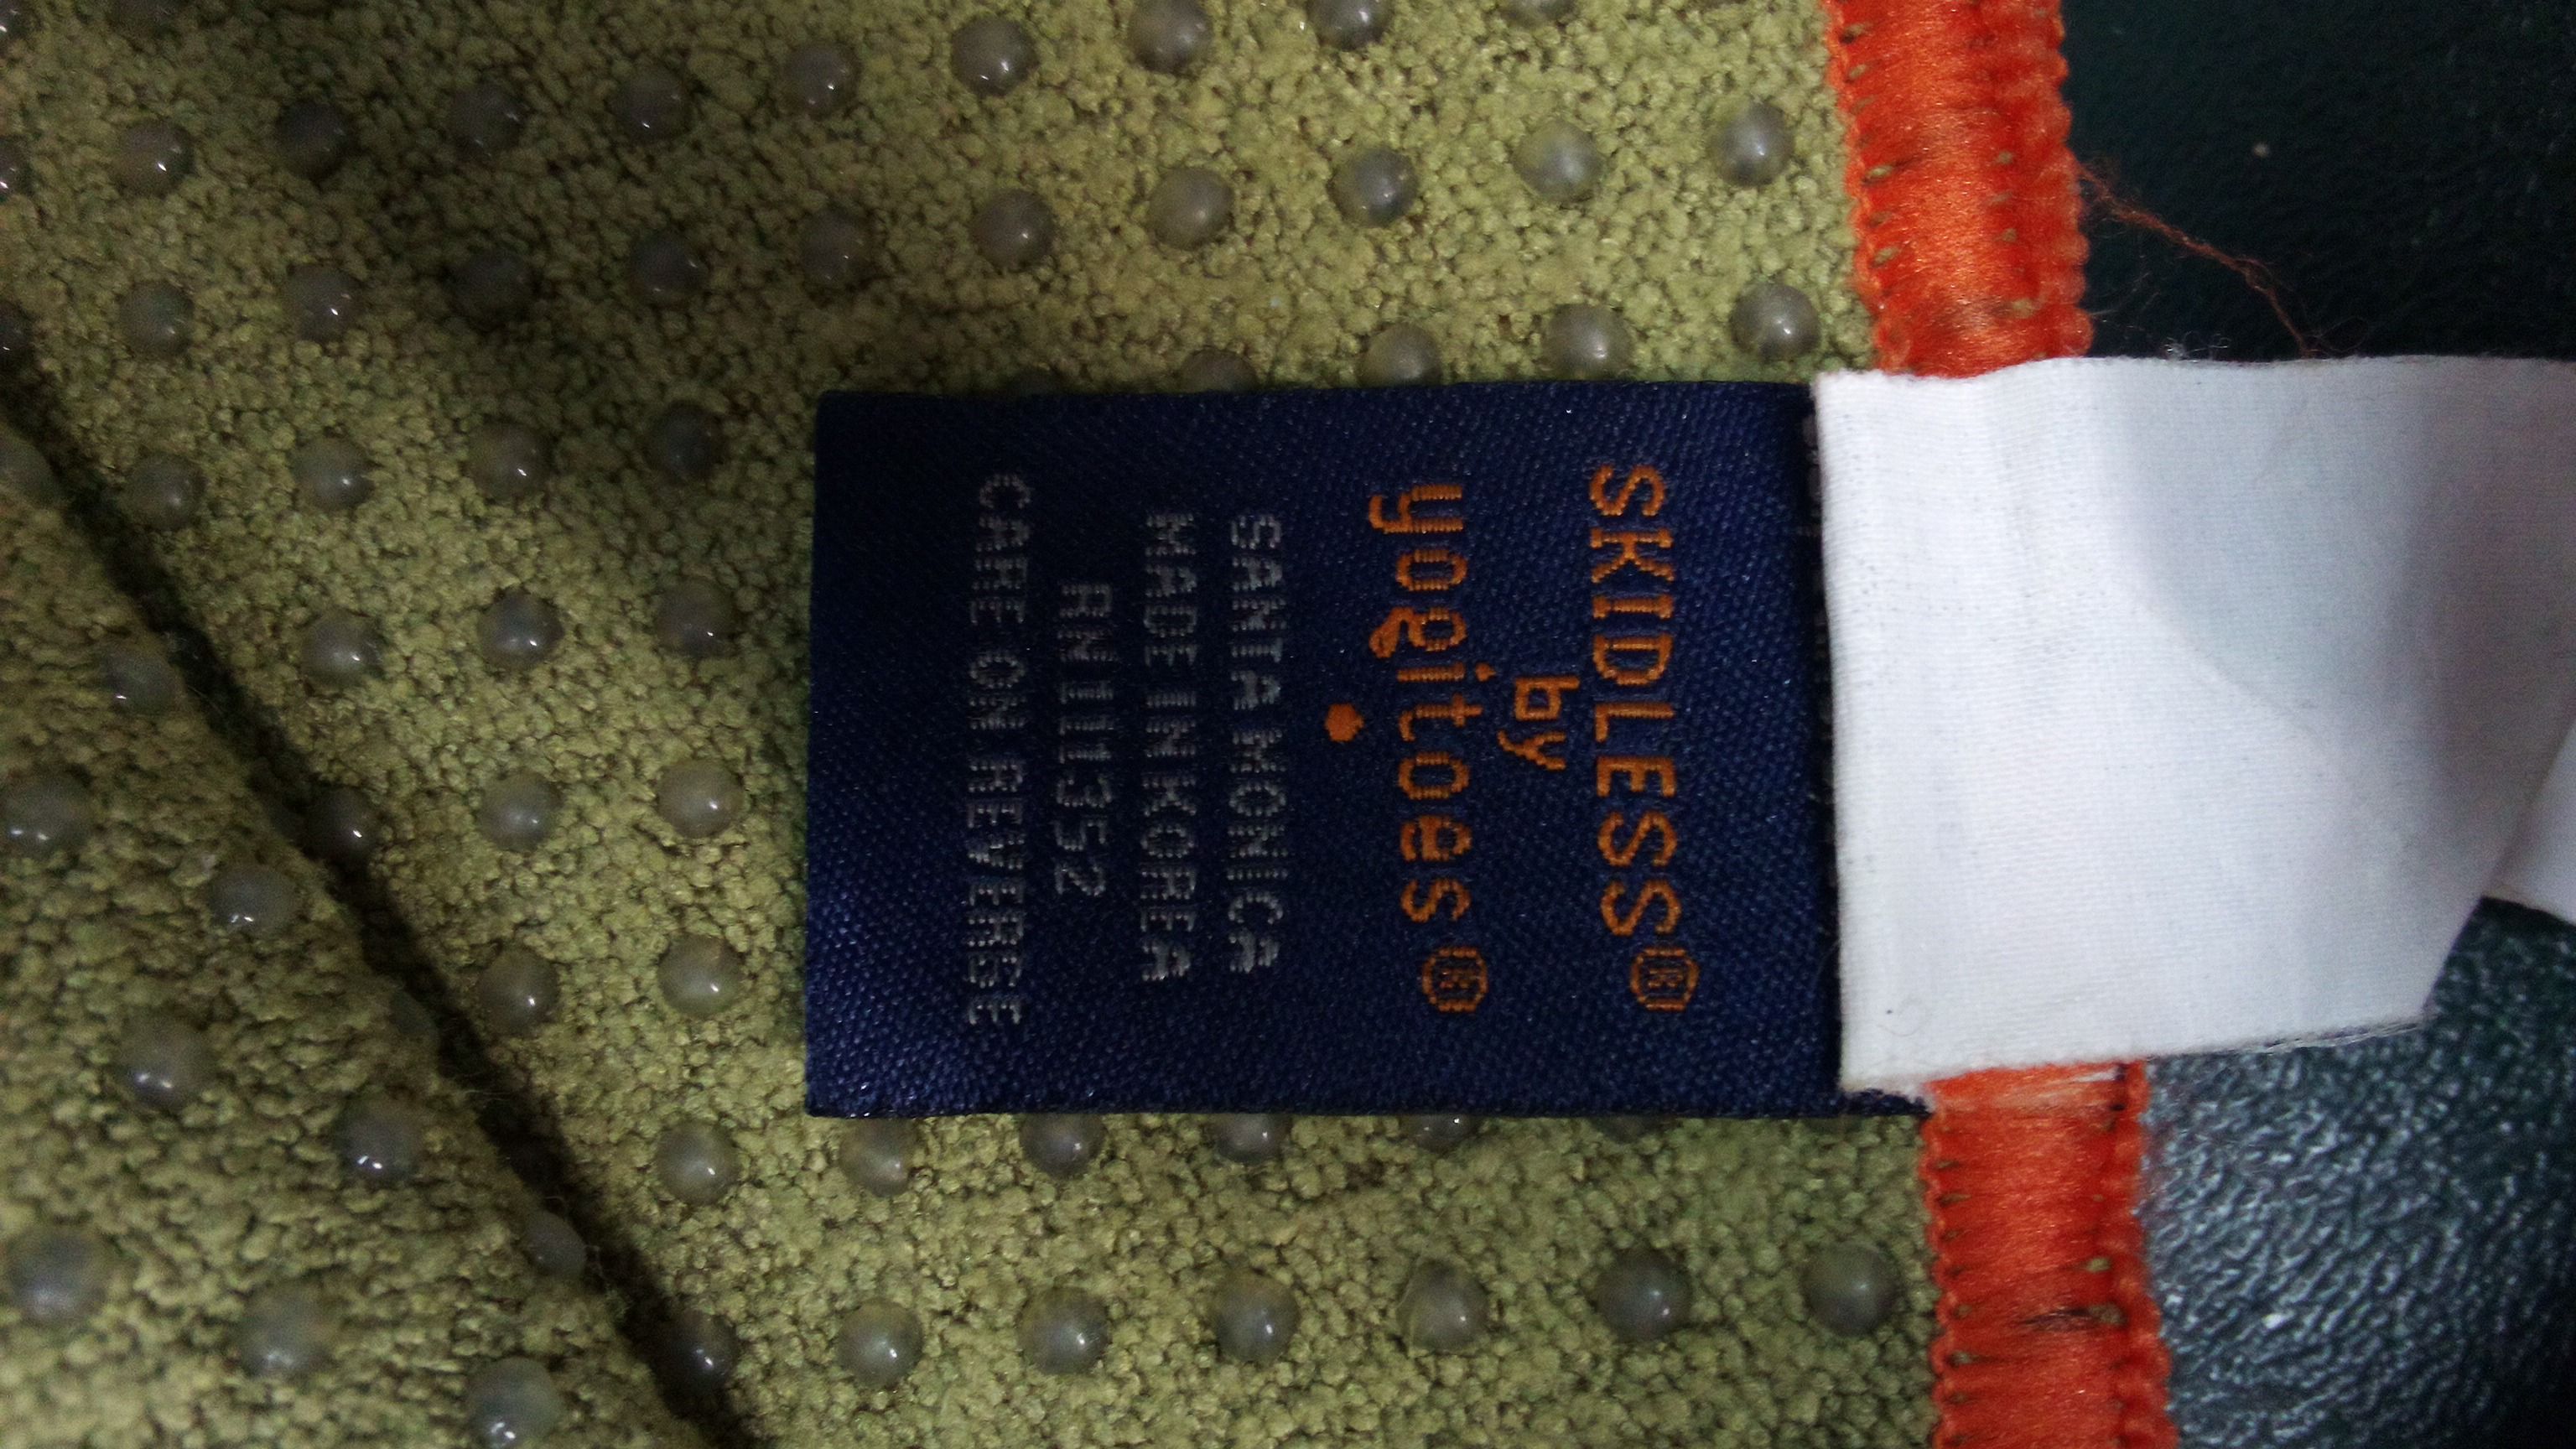 SKIDLESS®
by
yogitoes®
SANTA MONICA
MADE IN KOREA
RN111352
CARE ON REVERSE